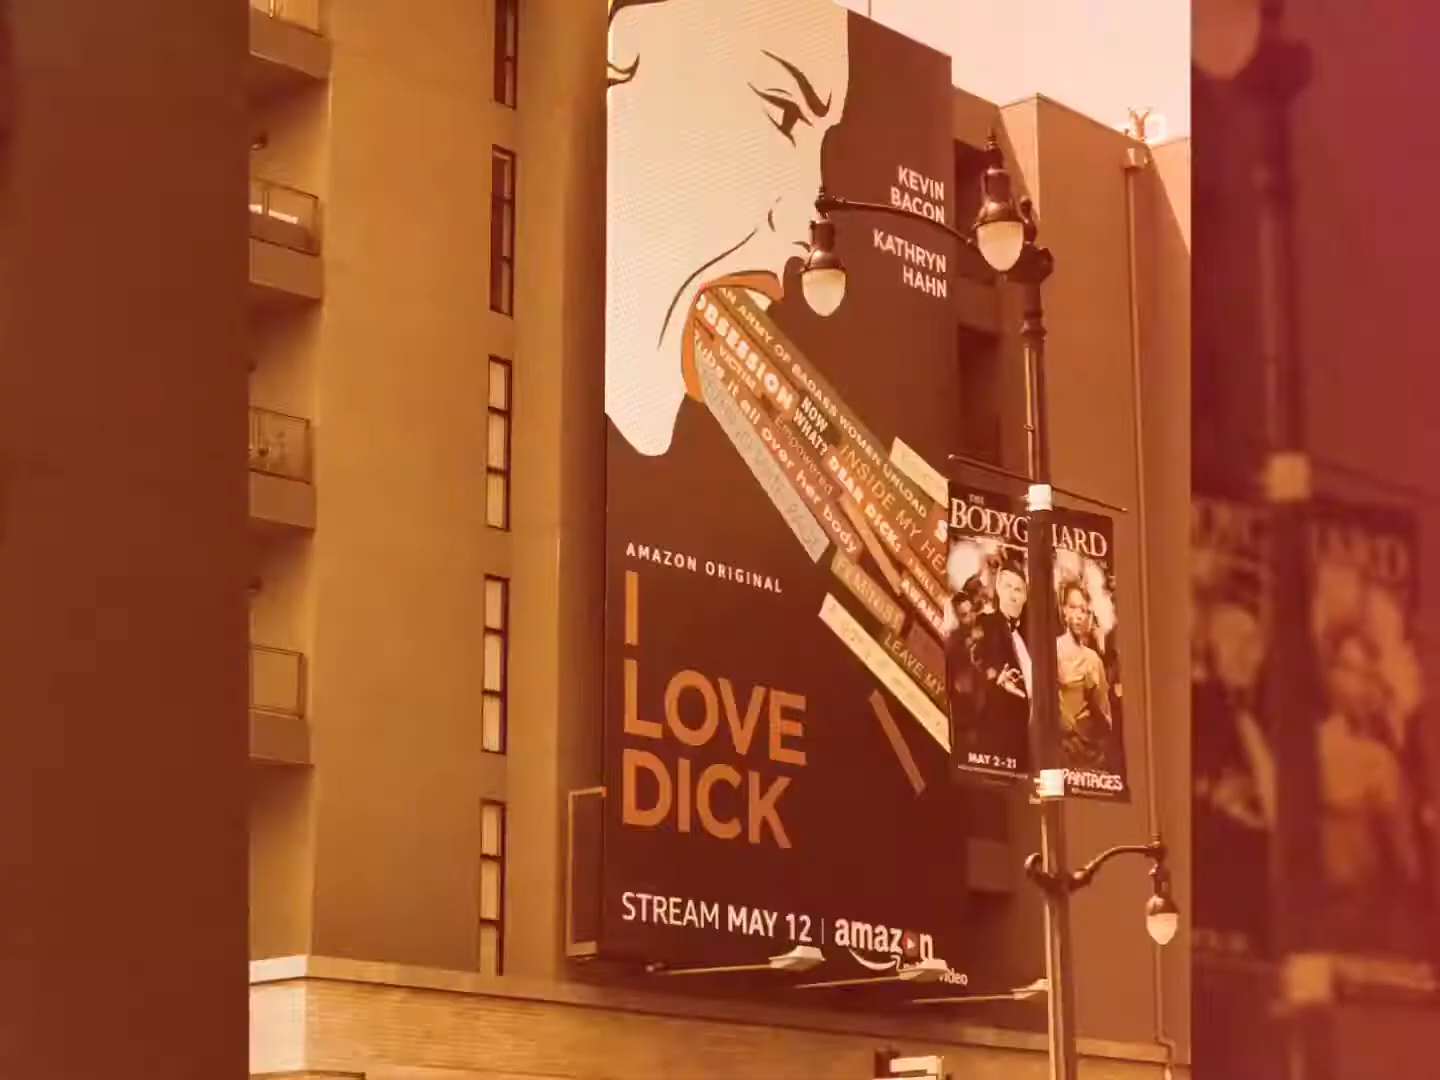 KEVIN
BACON
KATHRYN
HAHN
AN ARMY OF BADASS WOMEN UNLOAD
OBSESSION
VICTIM
NOW
WHAT?
INSIDE MY HE
it all over her body
Empowered
DEAR DICK,
FEMINIST
LEAVE MY
AMAZON ORIGINAL
I
LOVE
DICK
STREAM MAY 12 | amazon
video
THE
BODYGUARD
MAY 2-21
PANTAGES